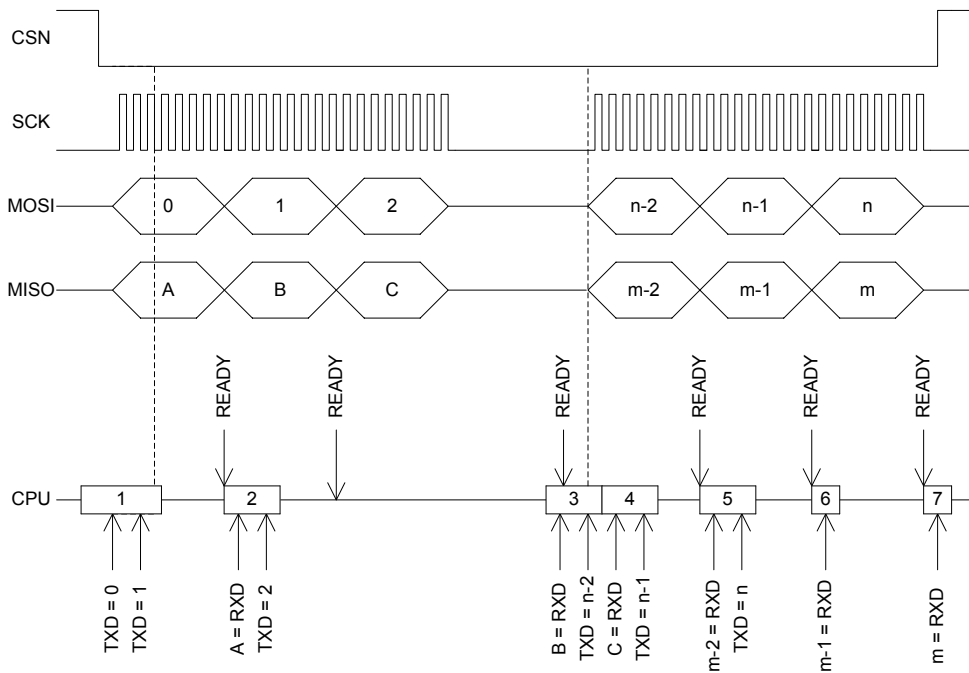 CSN
SCK
MOSI 0 1 2 n-2 n-1 n
MISO A B C m-2 m-1 m
READY READY READY READY READY READY
CPU 1 2 3 4 5 6 7
TXD = 0
TXD = 1
A = RXD
TXD = 2
B = RXD
TXD = n-2
C = RXD
TXD = n-1
m-2 = RXD
TXD = n
m-1 = RXD
m = RXD